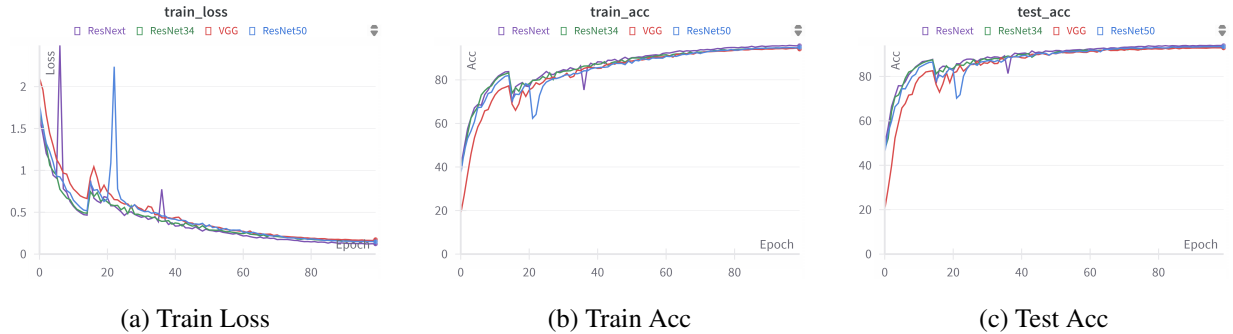 train_loss
ResNext ResNet34 VGG ResNet50
Loss
2
1.5
1
0.5
0
0 20 40 60 80
Epoch
(a) Train Loss
train_acc
ResNext ResNet34 VGG ResNet50
Acc
80
60
40
20
0
0 20 40 60 80
Epoch
(b) Train Acc
test_acc
ResNext ResNet34 VGG ResNet50
Acc
80
60
40
20
0
0 20 40 60 80
Epoch
(c) Test Acc